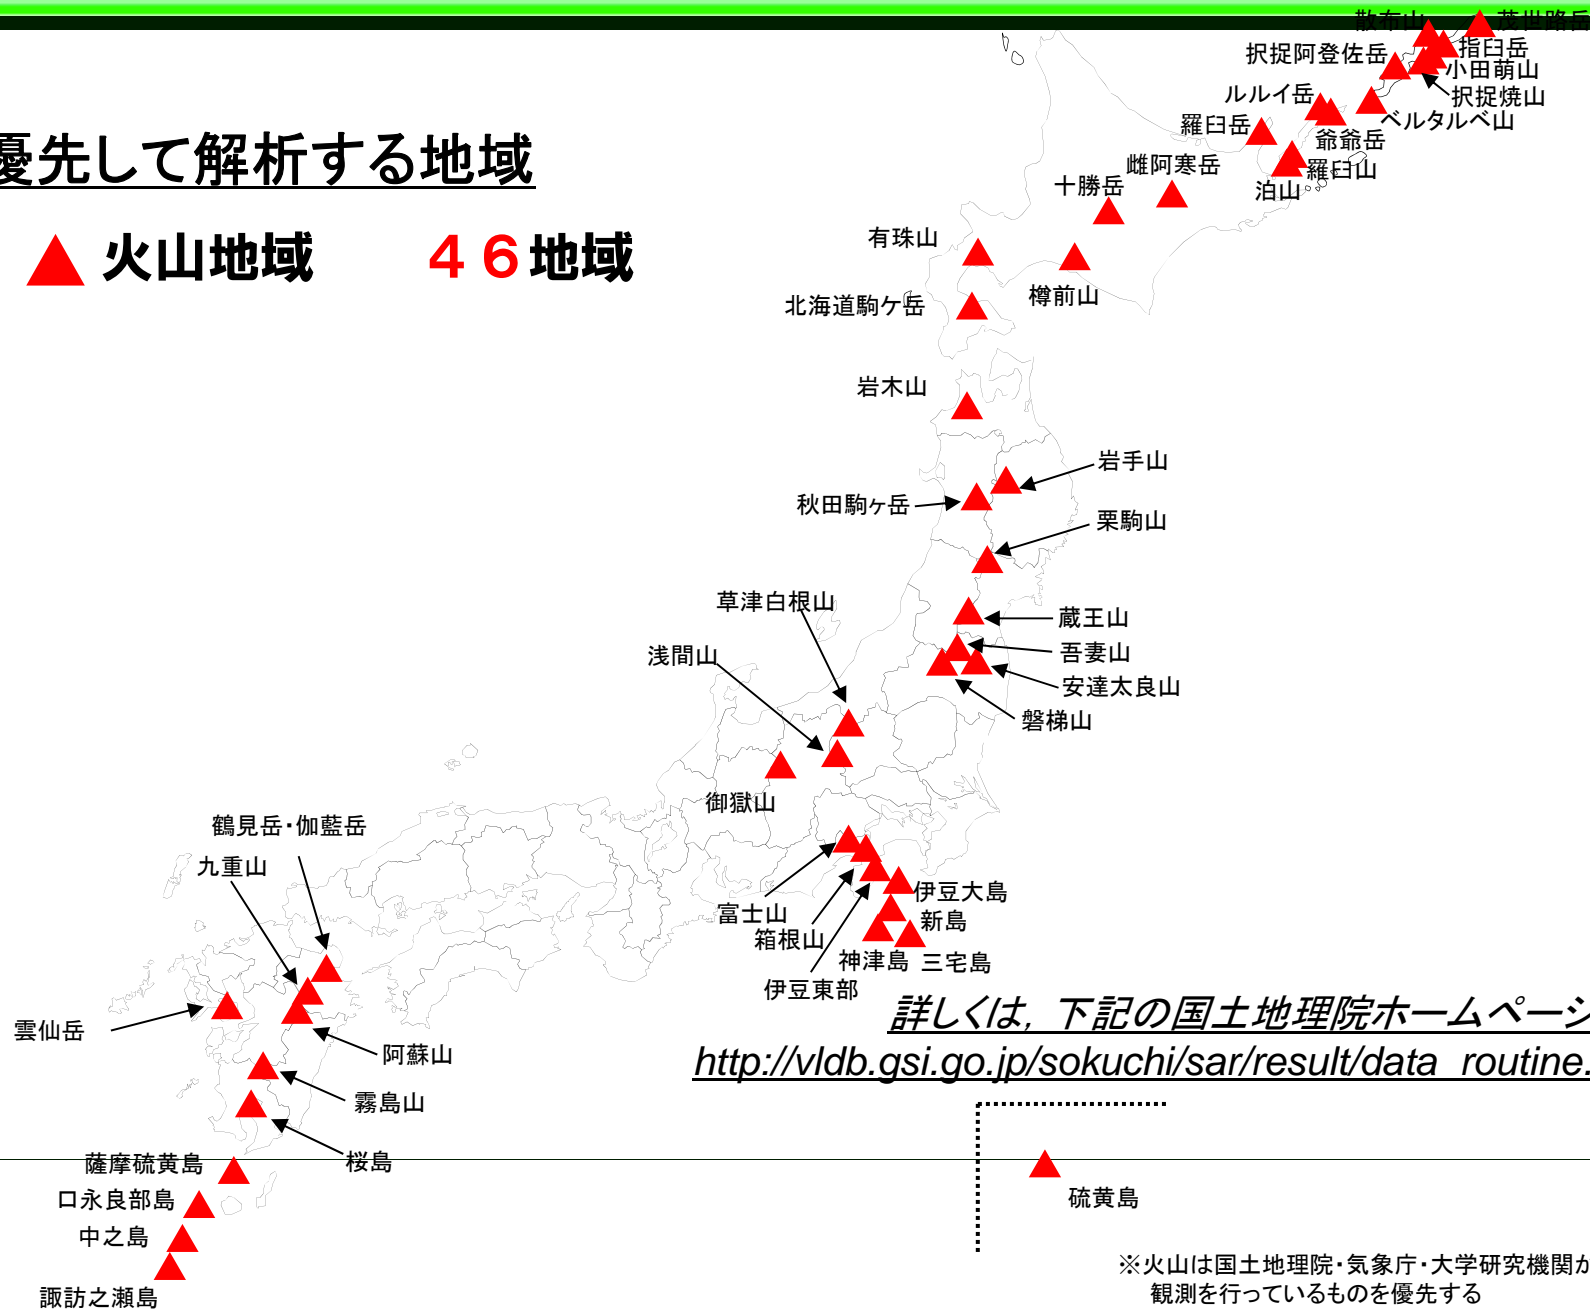 散布山
茂世路岳
択捉阿登佐岳
指臼岳
小田萌山
択捉焼山
ルルイ岳
ベルタルベ山
羅臼岳
爺爺岳
雌阿寒岳
羅臼山
泊山
十勝岳
優先して解析する地域
火山地域 46地域
有珠山
樽前山
北海道駒ケ岳
岩木山
岩手山
秋田駒ヶ岳
栗駒山
草津白根山
蔵王山
浅間山
吾妻山
安達太良山
磐梯山
御獄山
鶴見岳・伽藍岳
九重山
伊豆大島
富士山
新島
箱根山
神津島 三宅島
伊豆東部
雲仙岳
阿蘇山
詳しくは, 下記の国土地理院ホームページ
http://vldb.gsi.go.jp/sokuchi/sar/result/data_routine.
霧島山
桜島
薩摩硫黄島
口永良部島
中之島
諏訪之瀬島
硫黄島
※火山は国土地理院・気象庁・大学研究機関が
観測を行っているものを優先する